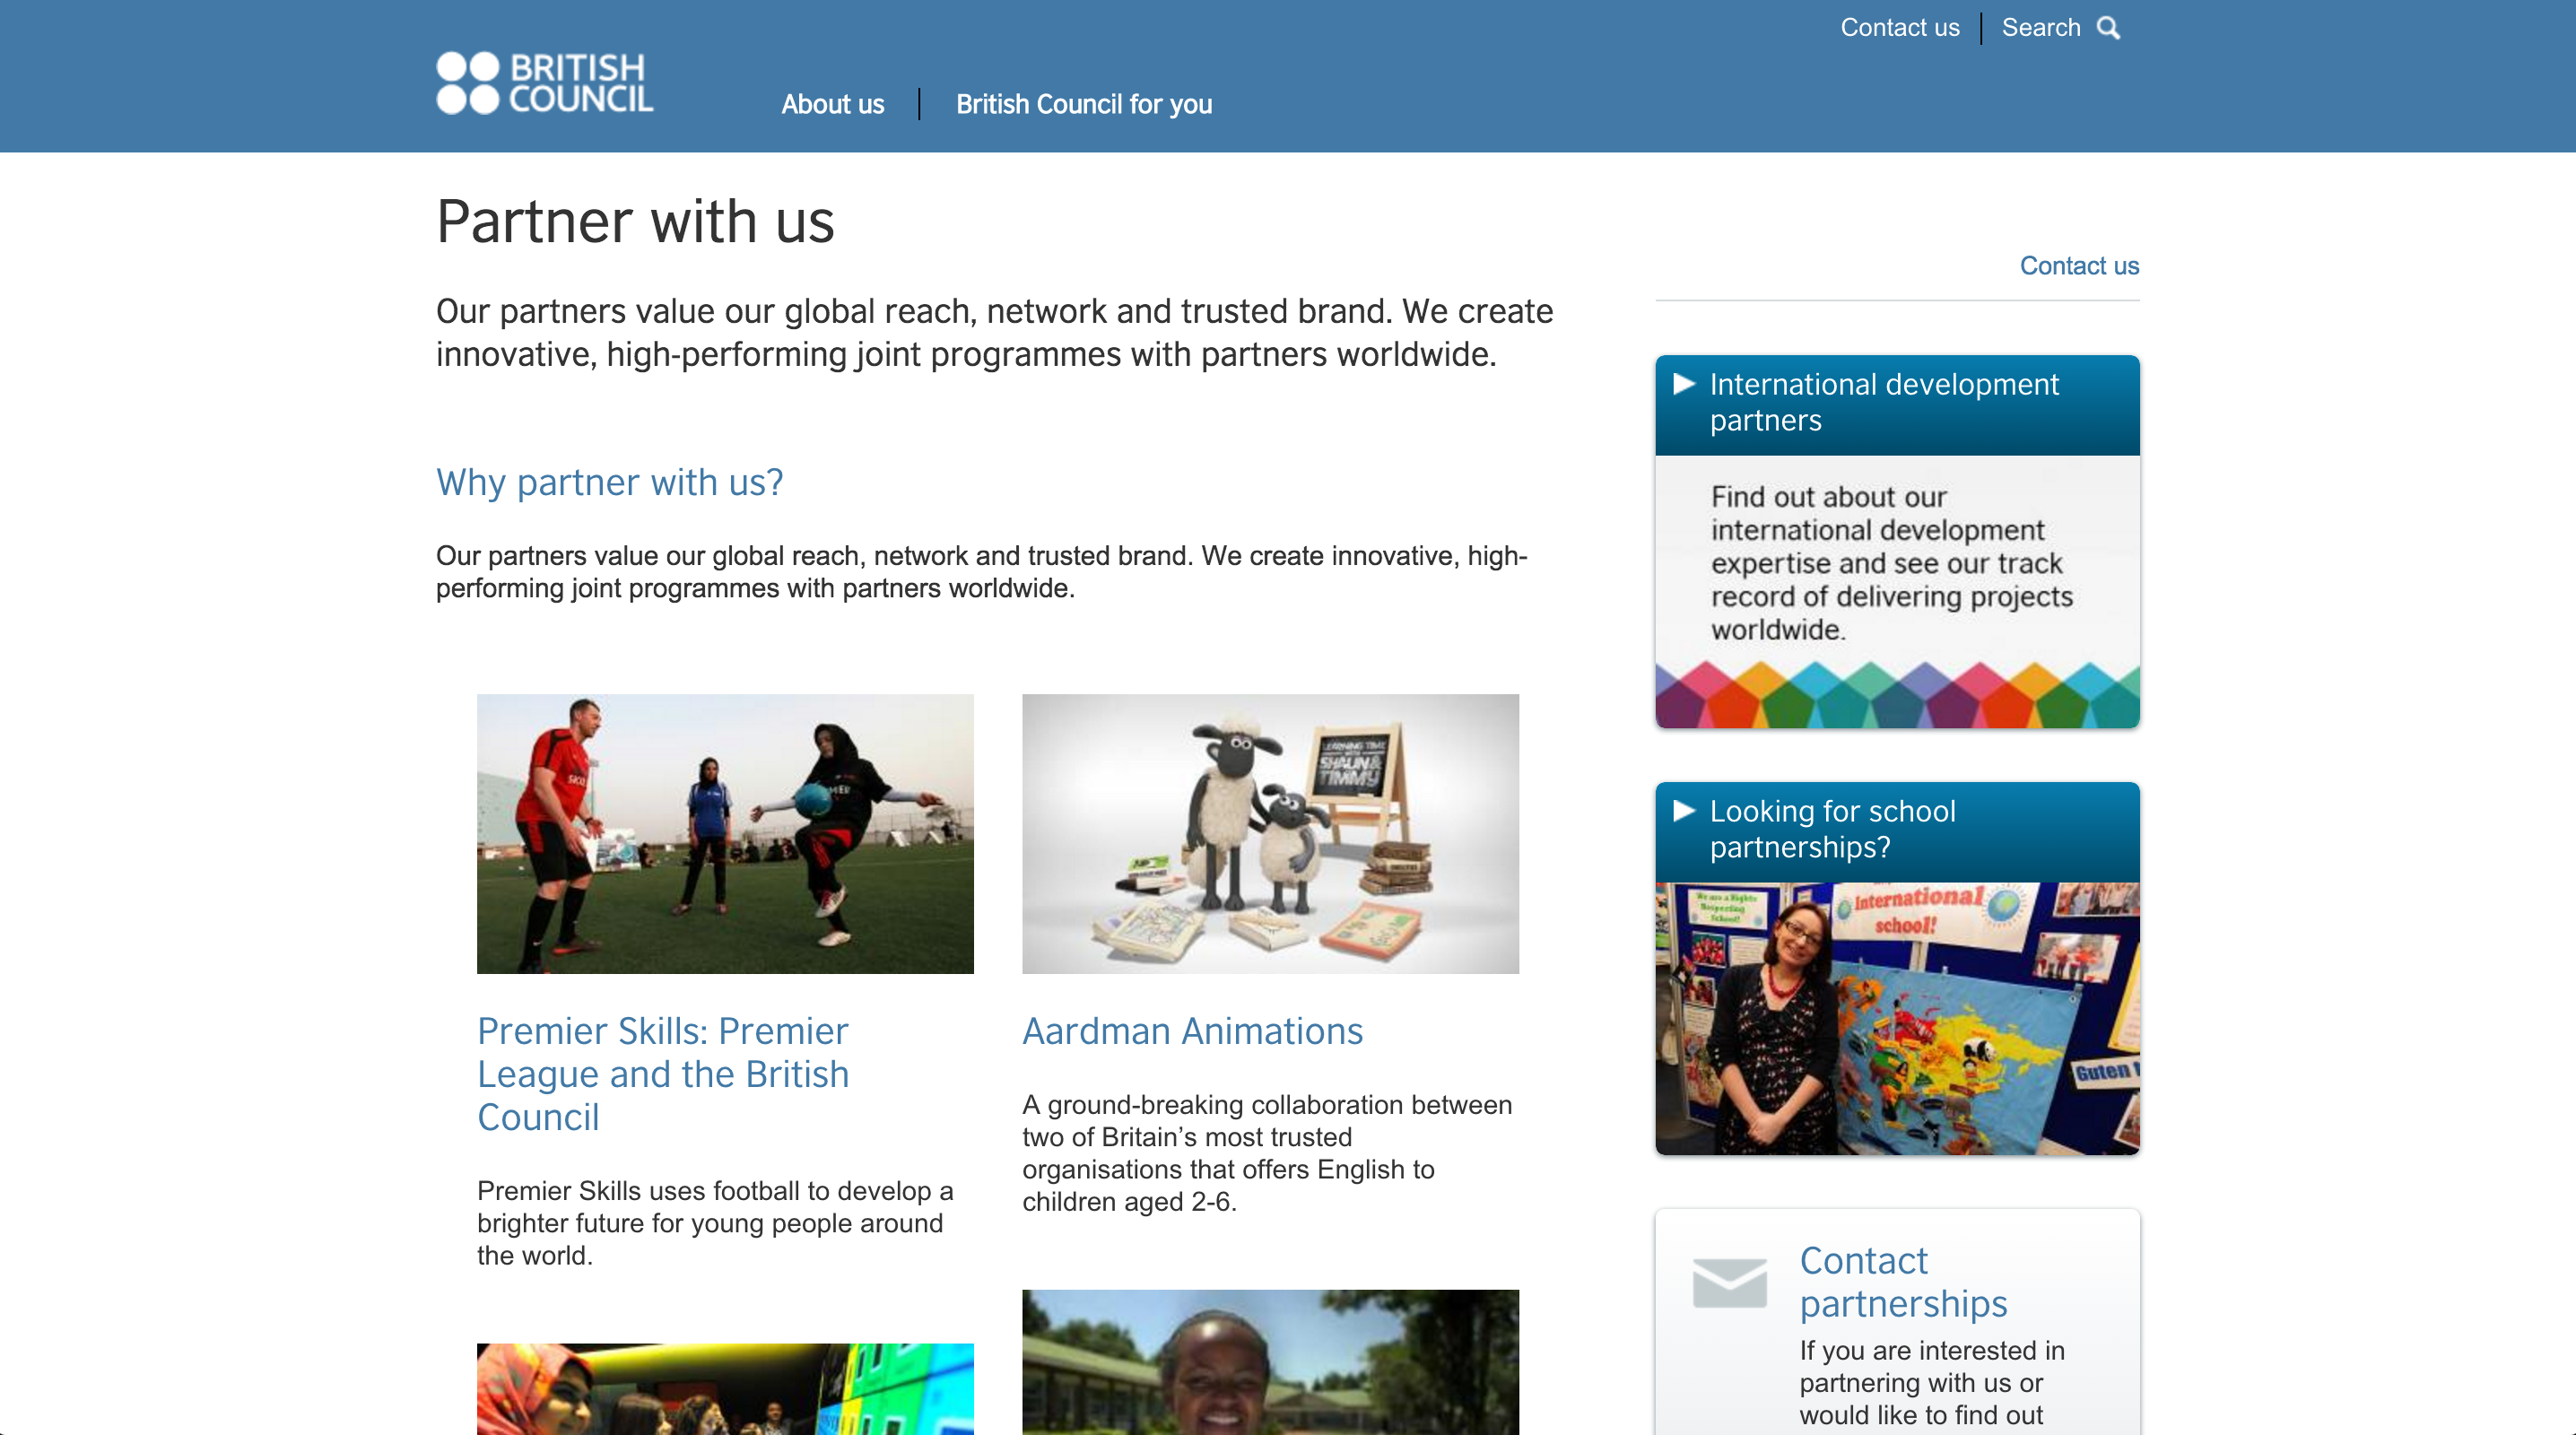 Contact us
Search
BRITISH
COUNCIL
About us
British Council for you
Partner with us
Our partners value our global reach, network and trusted brand. We create
innovative, high-performing joint programmes with partners worldwide.
Why partner with us?
Our partners value our global reach, network and trusted brand. We create innovative, high-
performing joint programmes with partners worldwide.
LEARNING TIME
WITH
SHAUN &
TIMMY
Premier Skills: Premier
League and the British
Council
Premier Skills uses football to develop a
brighter future for young people around
the world.
Aardman Animations
A ground-breaking collaboration between
two of Britain’s most trusted
organisations that offers English to
children aged 2-6.
Contact us
International development
partners
Find out about our
international development
expertise and see our track
record of delivering projects
worldwide.
Looking for school
partnerships?
We are a Rights
Respecting
School!
International
school!
Guten
Contact
partnerships
If you are interested in
partnering with us or
would like to find out